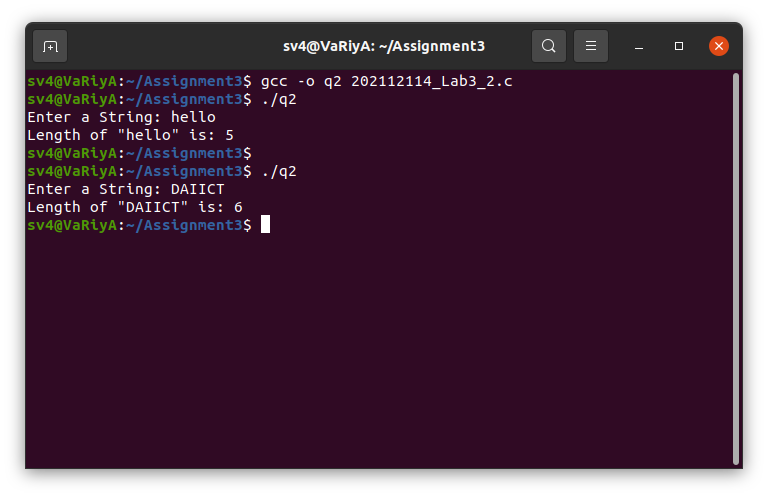 sv4@VaRiyA: ~/Assignment3
sv4@VaRiyA:~/Assignment3$ gcc -o q2 202112114_Lab3_2.c
sv4@VaRiyA:~/Assignment3$ ./q2
Enter a String: hello
Length of "hello" is: 5
sv4@VaRiyA:~/Assignment3$
sv4@VaRiyA:~/Assignment3$ ./q2
Enter a String: DAIICT
Length of "DAIICT" is: 6
sv4@VaRiyA:~/Assignment3$